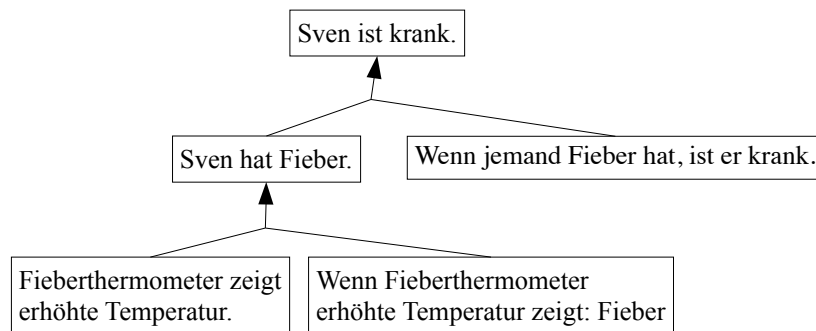 Sven ist krank.
Sven hat Fieber.
Wenn jemand Fieber hat, ist er krank.
Fieberthermometer zeigt
erhöhte Temperatur.
Wenn Fieberthermometer
erhöhte Temperatur zeigt: Fieber